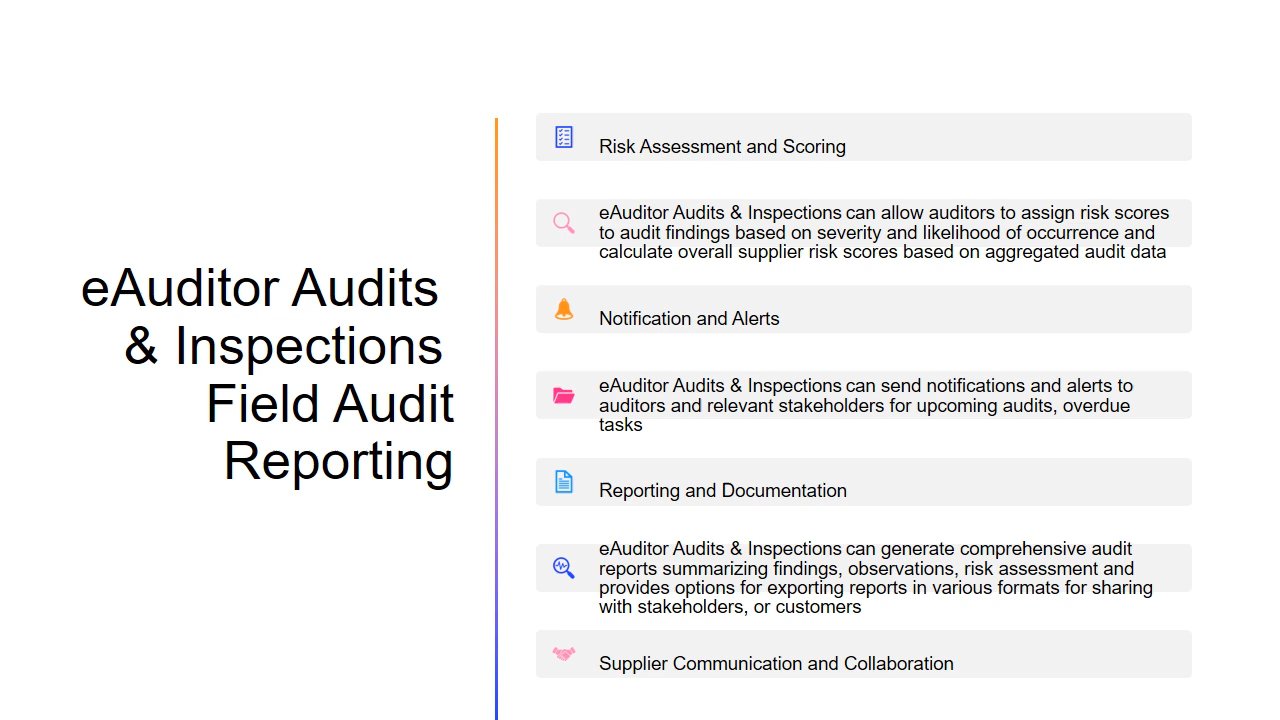 eAuditor Audits
& Inspections
Field Audit
Reporting
Risk Assessment and Scoring
eAuditor Audits & Inspections can allow auditors to assign risk scores
to audit findings based on severity and likelihood of occurrence and
calculate overall supplier risk scores based on aggregated audit data
Notification and Alerts
eAuditor Audits & Inspections can send notifications and alerts to
auditors and relevant stakeholders for upcoming audits, overdue
tasks
Reporting and Documentation
eAuditor Audits & Inspections can generate comprehensive audit
reports summarizing findings, observations, risk assessment and
provides options for exporting reports in various formats for sharing
with stakeholders, or customers
Supplier Communication and Collaboration